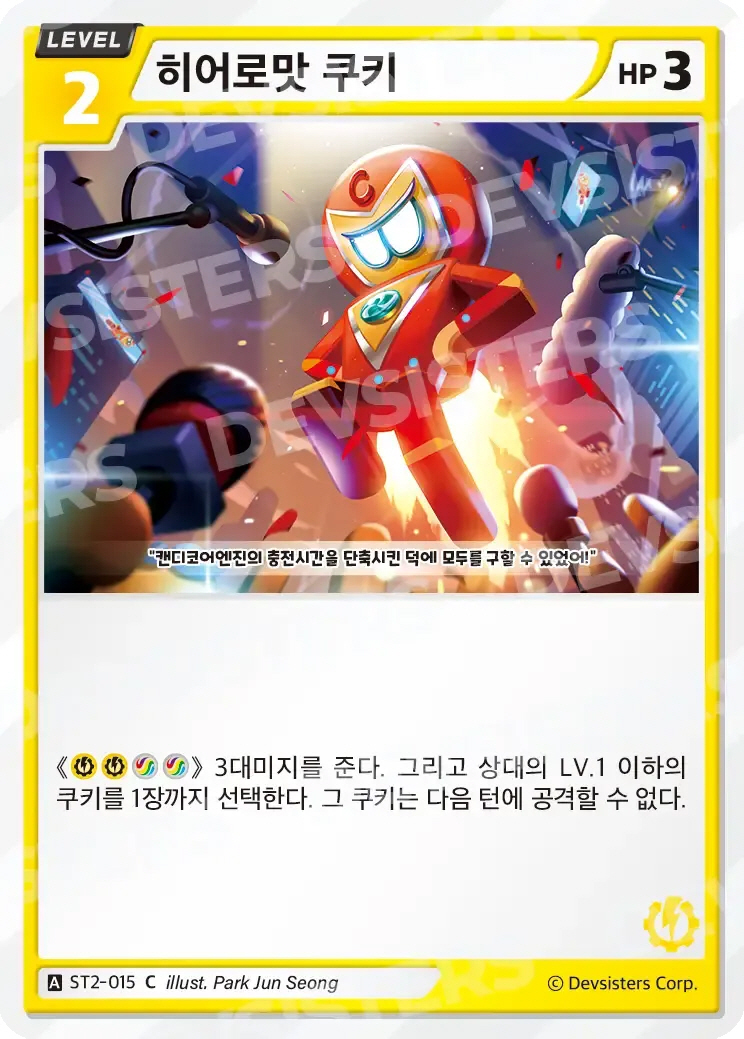 LEVEL
2
히어로맛 쿠키
HP 3
C
"캔디코어엔진의 충전시간을 단축시킨 덕에 모두를 구할 수 있었어!"
《 》 3대미지를 준다. 그리고 상대의 LV.1 이하의
쿠키를 1장까지 선택한다. 그 쿠키는 다음 턴에 공격할 수 없다.
A ST2-015 C illust. Park Jun Seong
© Devsisters Corp.
DEVSISTERS